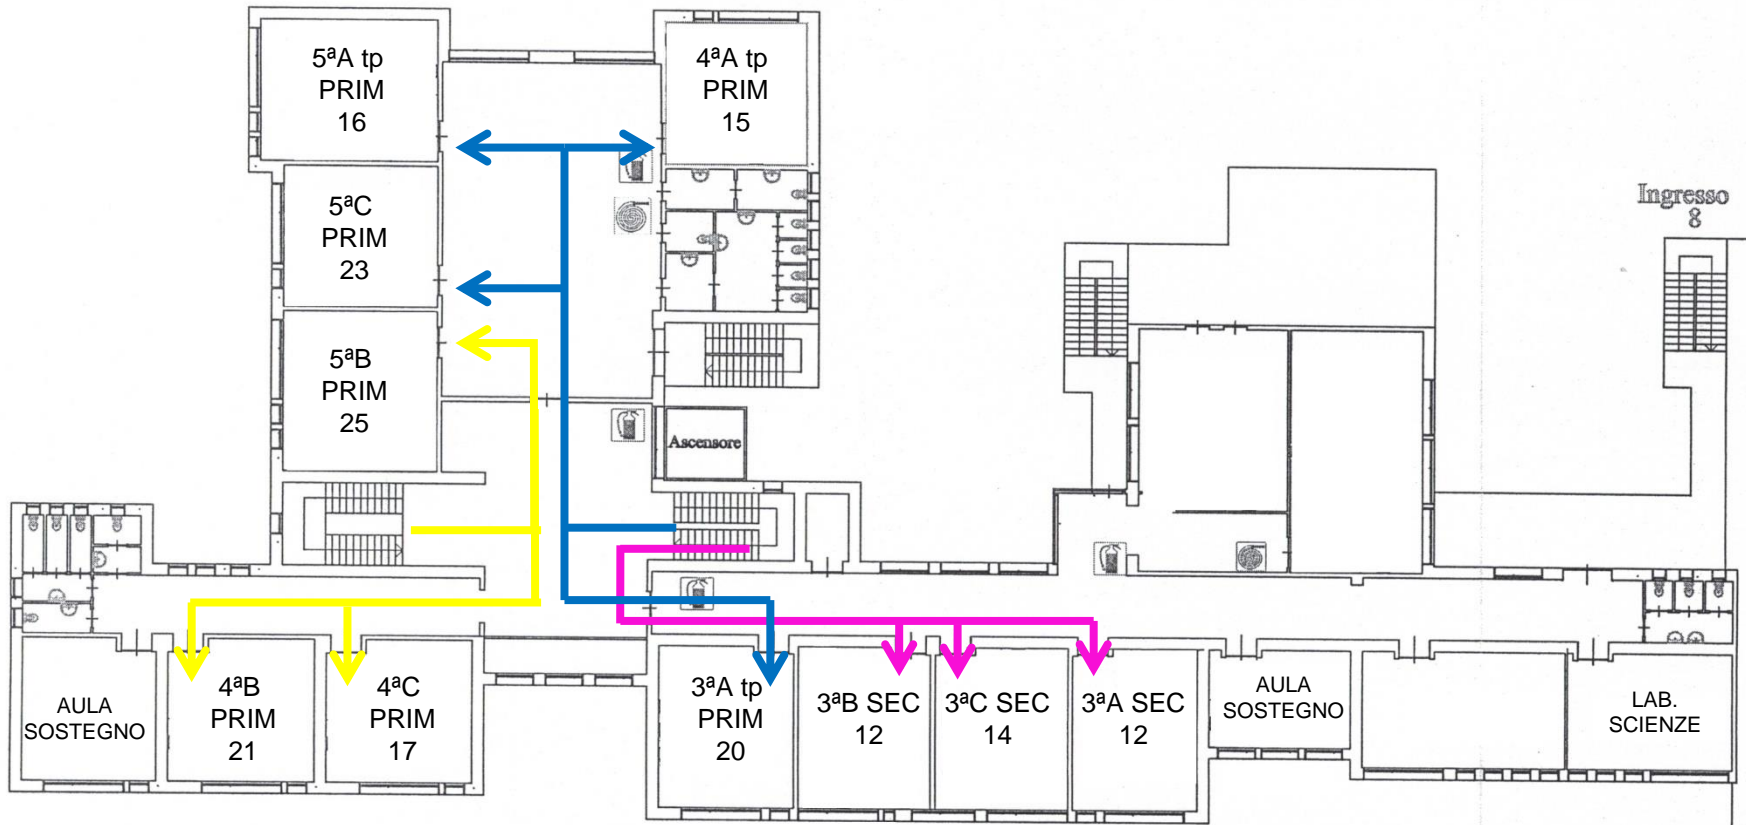 5ªA tp
PRIM
16
4ªA tp
PRIM
15
5ªC
PRIM
23
Ingresso
8
5ªB
PRIM
25
Ascensore
AULA
SOSTEGNO
4ªB
PRIM
21
4ªC
PRIM
17
3ªA tp
PRIM
20
3ªB SEC
12
3ªC SEC
14
3ªA SEC
12
AULA
SOSTEGNO
LAB.
SCIENZE